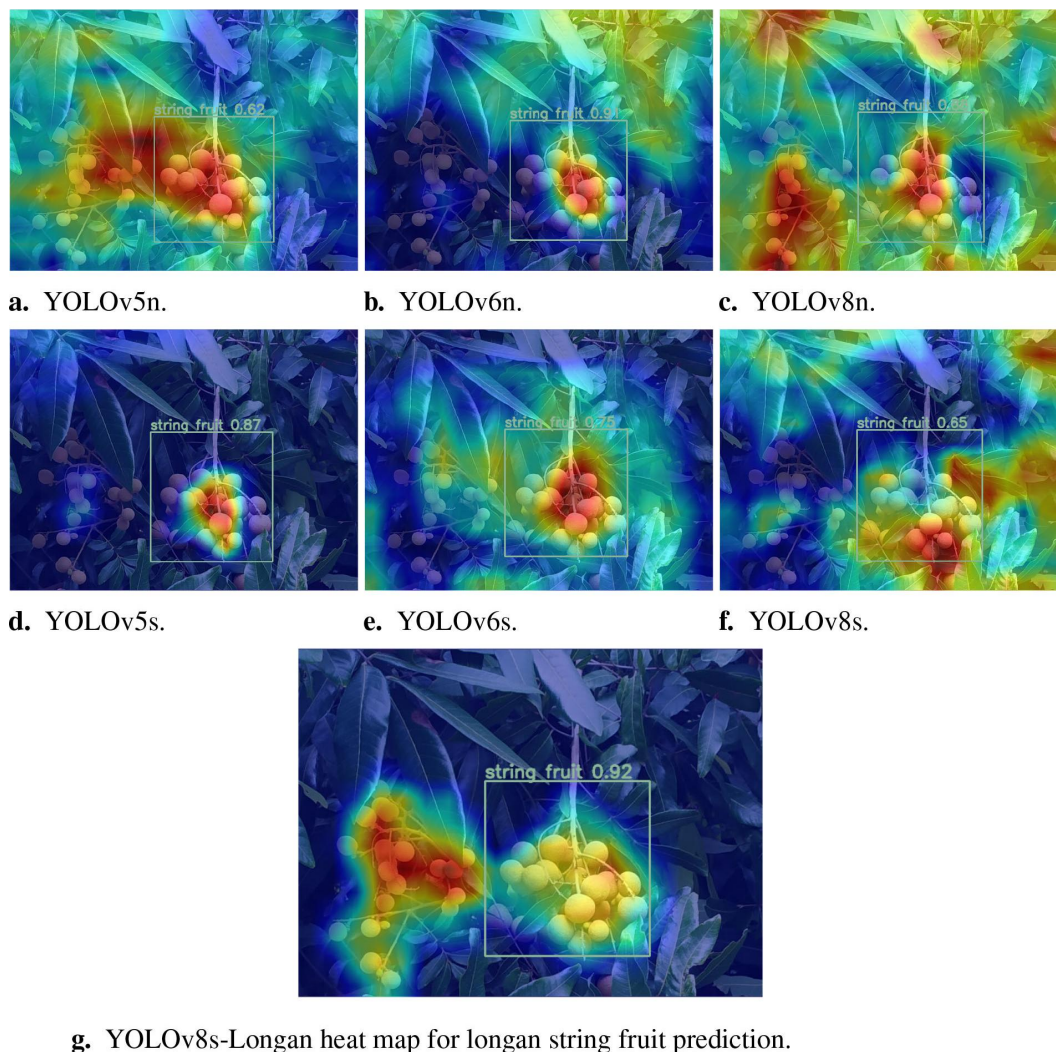 string fruit 0.62
string fruit 0.91
string fruit
a. YOLOv5n.
b. YOLOv6n.
c. YOLOv8n.
string fruit 0.87
string fruit 0.75
string fruit 0.65
d. YOLOv5s.
e. YOLOv6s.
f. YOLOv8s.
string fruit 0.92
g. YOLOv8s-Longan heat map for longan string fruit prediction.